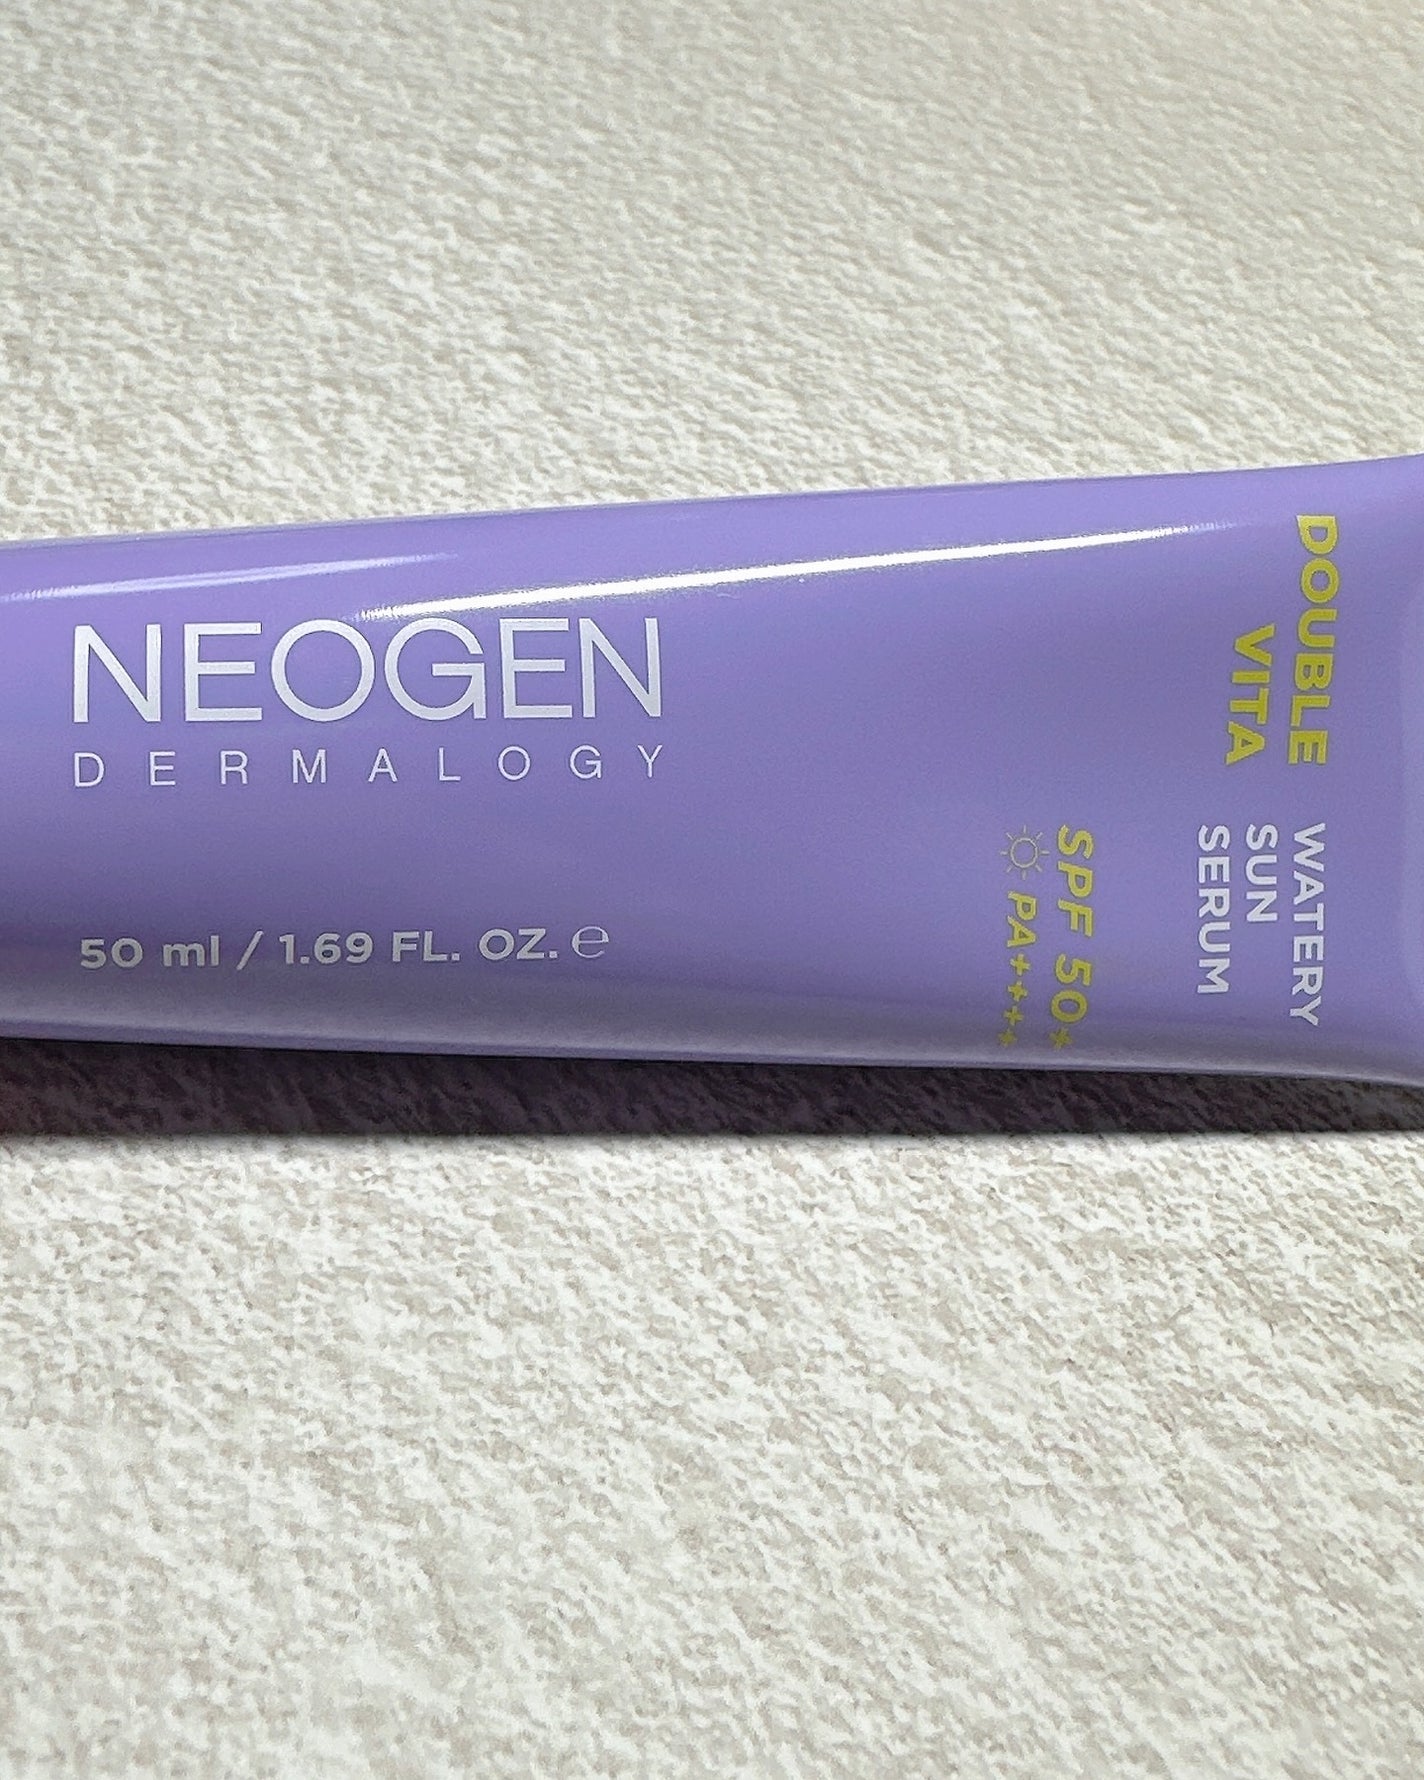 NEOGEN
DERMALOGY
50 ml / 1.69 FL. OZ. ℮
DOUBLE
VITA
WATERY
SUN
SERUM
SPF 50+
PA++++